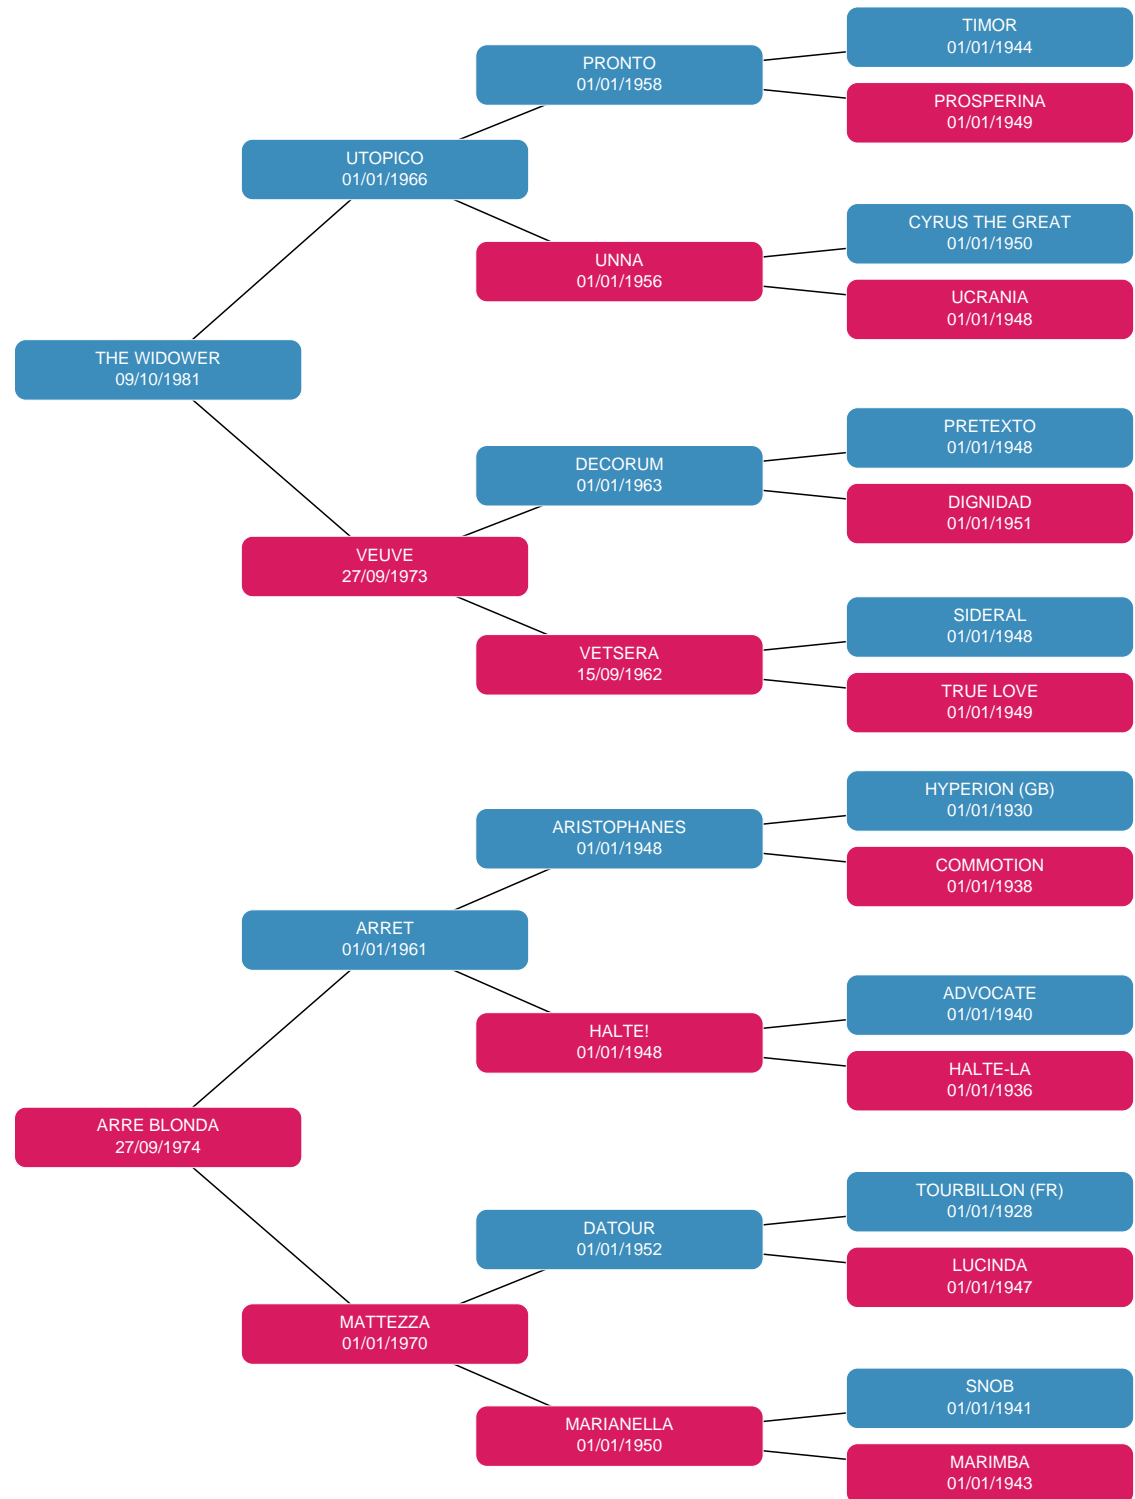 TIMOR
01/01/1944
PRONTO
01/01/1958
PROSPERINA
01/01/1949
UTOPICO
01/01/1966
CYRUS THE GREAT
01/01/1950
UNNA
01/01/1956
UCRANIA
01/01/1948
THE WIDOWER
09/10/1981
PRETEXTO
01/01/1948
DECORUM
01/01/1963
DIGNIDAD
01/01/1951
VEUVE
27/09/1973
SIDERAL
01/01/1948
VETSERA
15/09/1962
TRUE LOVE
01/01/1949
HYPERION (GB)
01/01/1930
ARISTOPHANES
01/01/1948
COMMOTION
01/01/1938
ARRET
01/01/1961
ADVOCATE
01/01/1940
HALTE!
01/01/1948
HALTE-LA
01/01/1936
ARRE BLONDA
27/09/1974
TOURBILLON (FR)
01/01/1928
DATOUR
01/01/1952
LUCINDA
01/01/1947
MATTEZZA
01/01/1970
SNOB
01/01/1941
MARIANELLA
01/01/1950
MARIMBA
01/01/1943